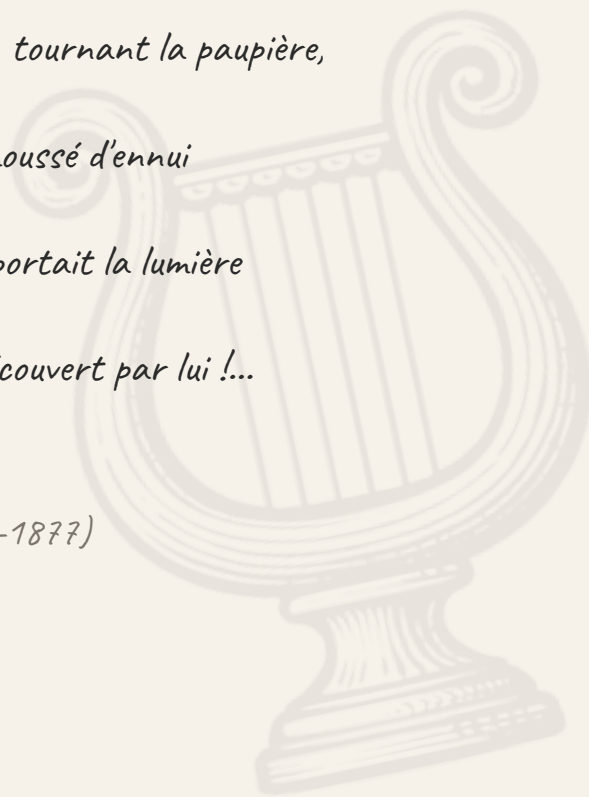 tournant la paupière,
oussé d'ennui
portait la lumière
couvert par lui !...
-1877)